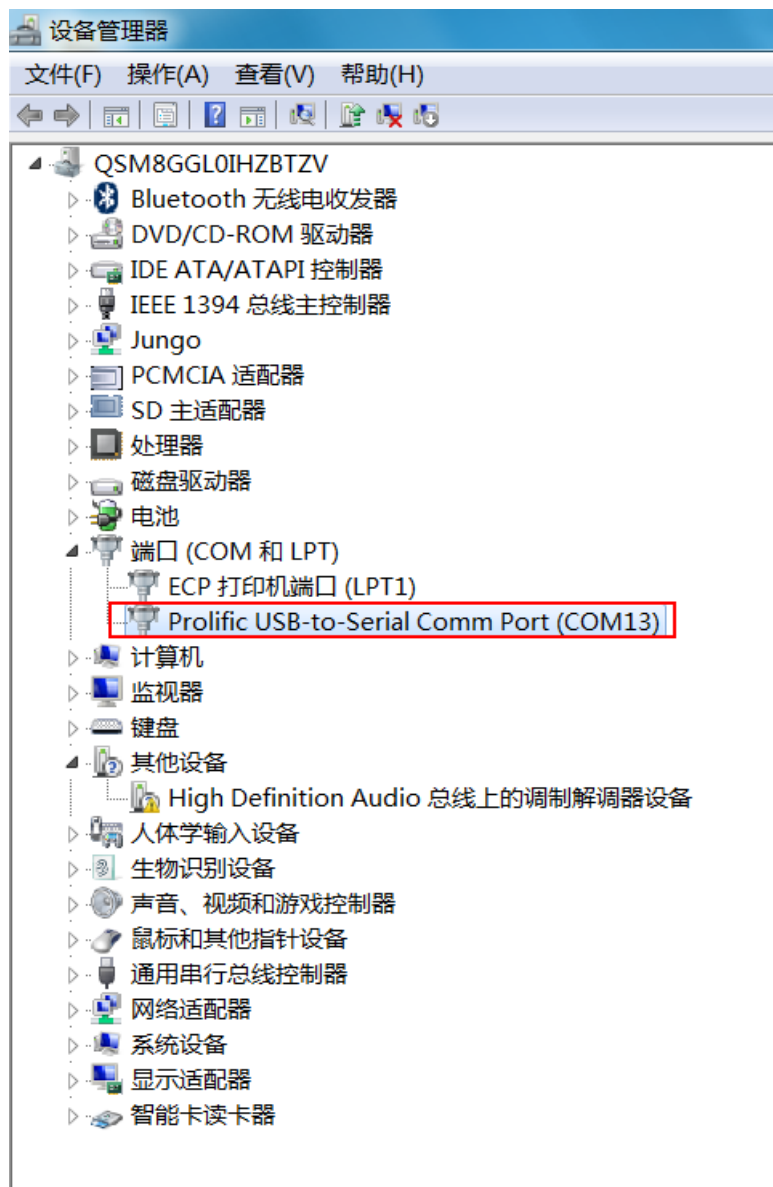 设备管理器
文件(F) 操作(A) 查看(V) 帮助(H)
QSM8GGL0IHZBTZV
Bluetooth 无线电收发器
DVD/CD-ROM 驱动器
IDE ATA/ATAPI 控制器
IEEE 1394 总线主控制器
Jungo
PCMCIA 适配器
SD 主适配器
处理器
磁盘驱动器
电池
端口 (COM 和 LPT)
ECP 打印机端口 (LPT1)
Prolific USB-to-Serial Comm Port (COM13)
计算机
监视器
键盘
其他设备
High Definition Audio 总线上的调制解调器设备
人体学输入设备
生物识别设备
声音、视频和游戏控制器
鼠标和其他指针设备
通用串行总线控制器
网络适配器
系统设备
显示适配器
智能卡读卡器